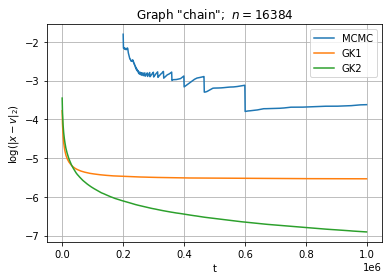 Graph "chain"; n = 16384
log(|x − v|₂)
−2
−3
−4
−5
−6
−7
MCMC
GK1
GK2
0.0 0.2 0.4 0.6 0.8 1.0
1e6
t